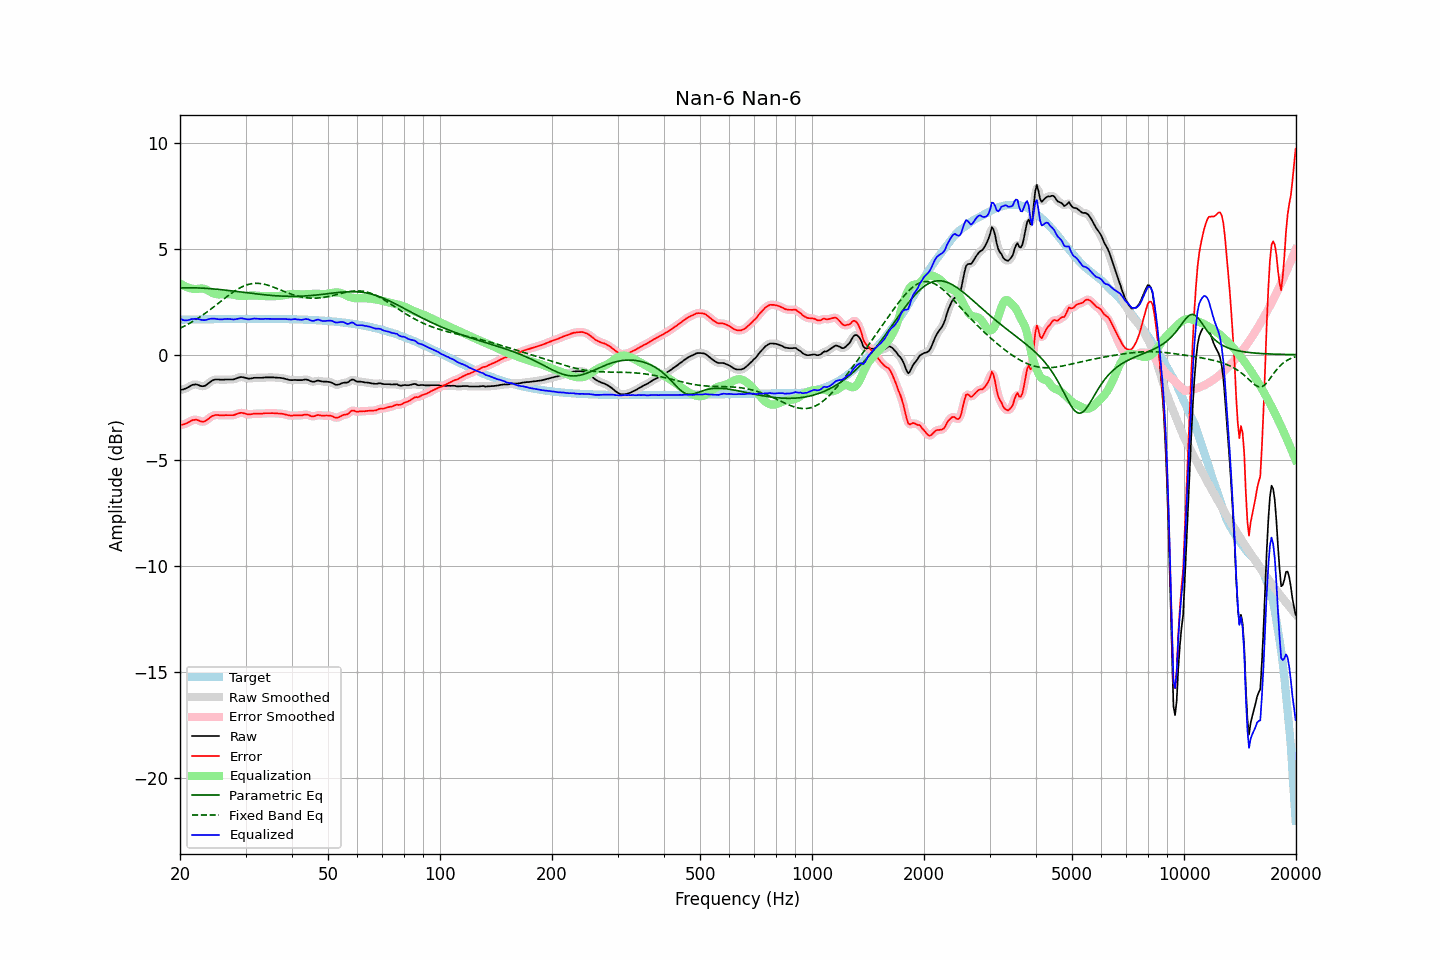 Nan-6 Nan-6
10
5
0
−5
−10
−15
−20
Amplitude (dBr)
Target
Raw Smoothed
Error Smoothed
Raw
Error
Equalization
Parametric Eq
Fixed Band Eq
Equalized
20 50 100 200 500 1000 2000 5000 10000 20000
Frequency (Hz)